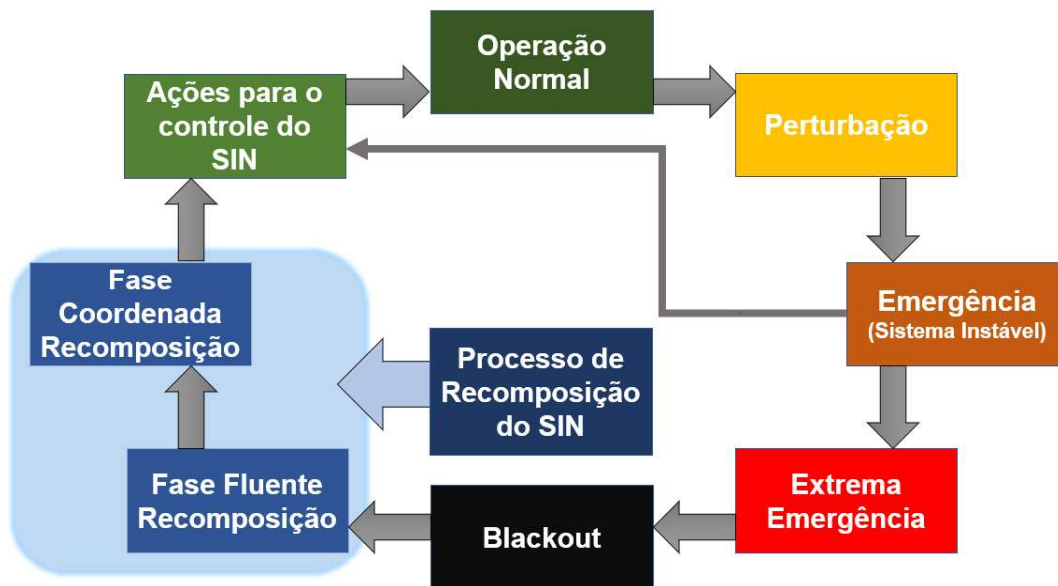 Operação
Normal
Ações para o
controle do
SIN
Perturbação
Emergência
(Sistema Instável)
Fase
Coordenada
Recomposição
Processo de
Recomposição
do SIN
Fase Fluente
Recomposição
Blackout
Extrema
Emergência